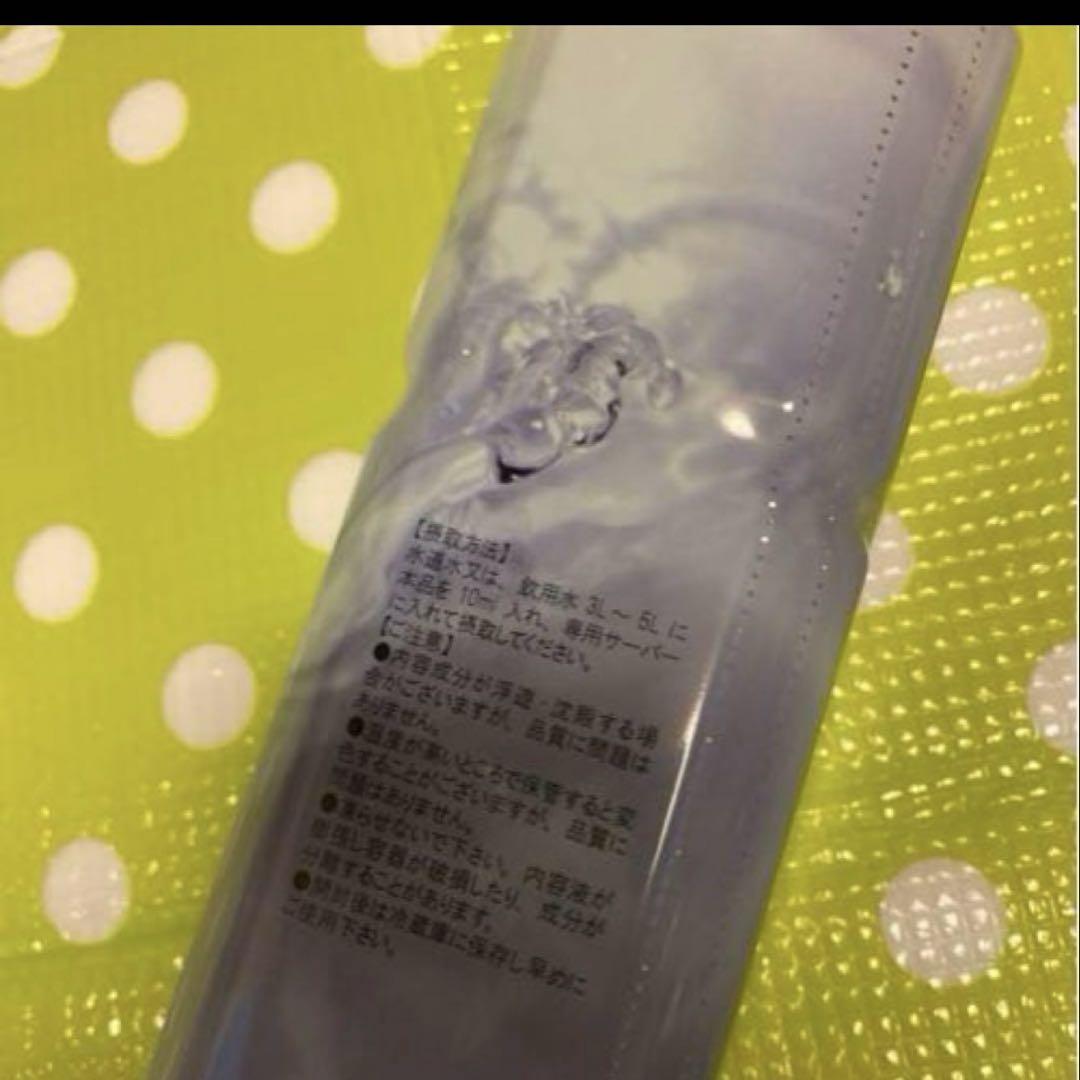 【摂取方法】
水道水又は、飲用水 3L ～ 5L に
本品を 10ml 入れ、専用サーバー
に入れて摂取してください。
【ご注意】
●内容成分が浮遊・沈殿する場
合がございますが、品質に問題は
ありません。
●温度が高いところで保管すると変
色することがございますが、品質に
問題はありません。
●凍らせないで下さい。内容液が
膨張し容器が破損したり、成分が
分離することがあります。
●開封後は冷蔵庫に保存し早めに
ご使用下さい。